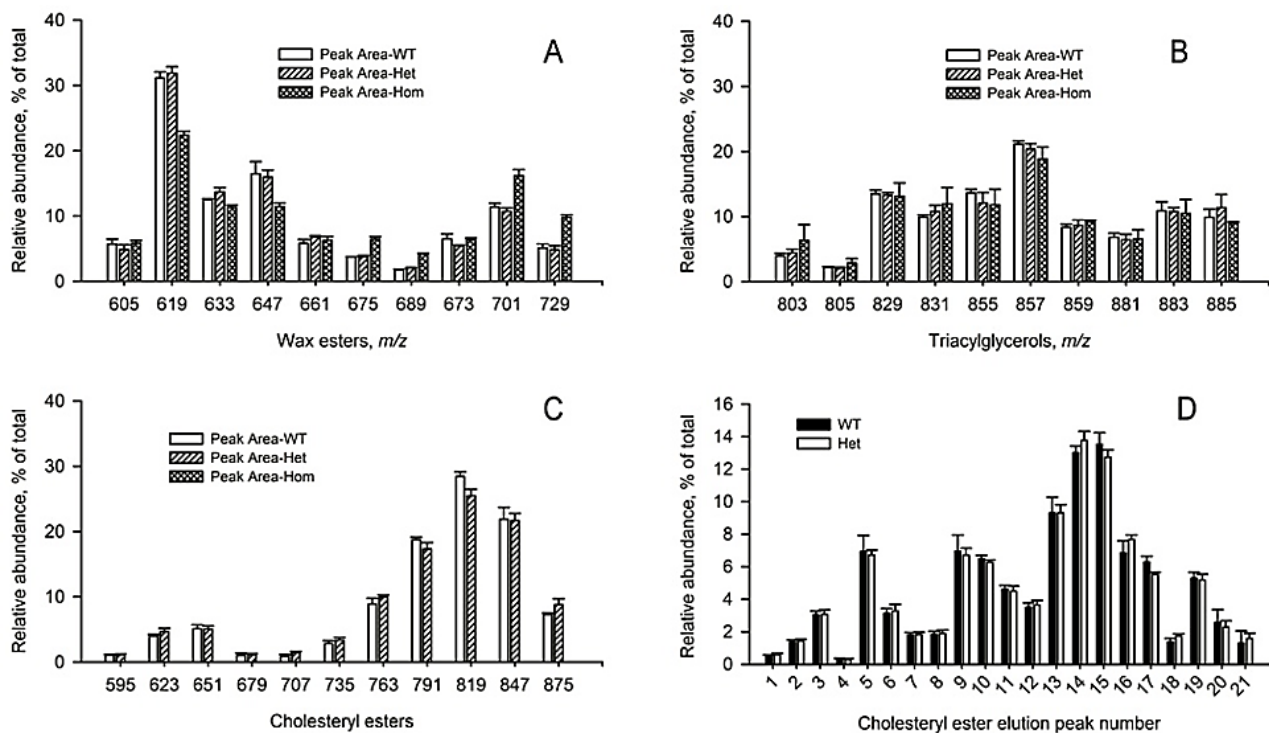 A
Relative abundance, % of total
40
30
20
10
0
Peak Area-WT
Peak Area-Het
Peak Area-Hom
605 619 633 647 661 675 689 673 701 729
Wax esters, m/z
B
Relative abundance, % of total
40
30
20
10
0
Peak Area-WT
Peak Area-Het
Peak Area-Hom
803 805 829 831 855 857 859 881 883 885
Triacylglycerols, m/z
C
Relative abundance, % of total
40
30
20
10
0
Peak Area-WT
Peak Area-Het
Peak Area-Hom
595 623 651 679 707 735 763 791 819 847 875
Cholesteryl esters
D
Relative abundance, % of total
16
14
12
10
8
6
4
2
0
WT
Het
1 2 3 4 5 6 7 8 9 10 11 12 13 14 15 16 17 18 19 20 21
Cholesteryl ester elution peak number